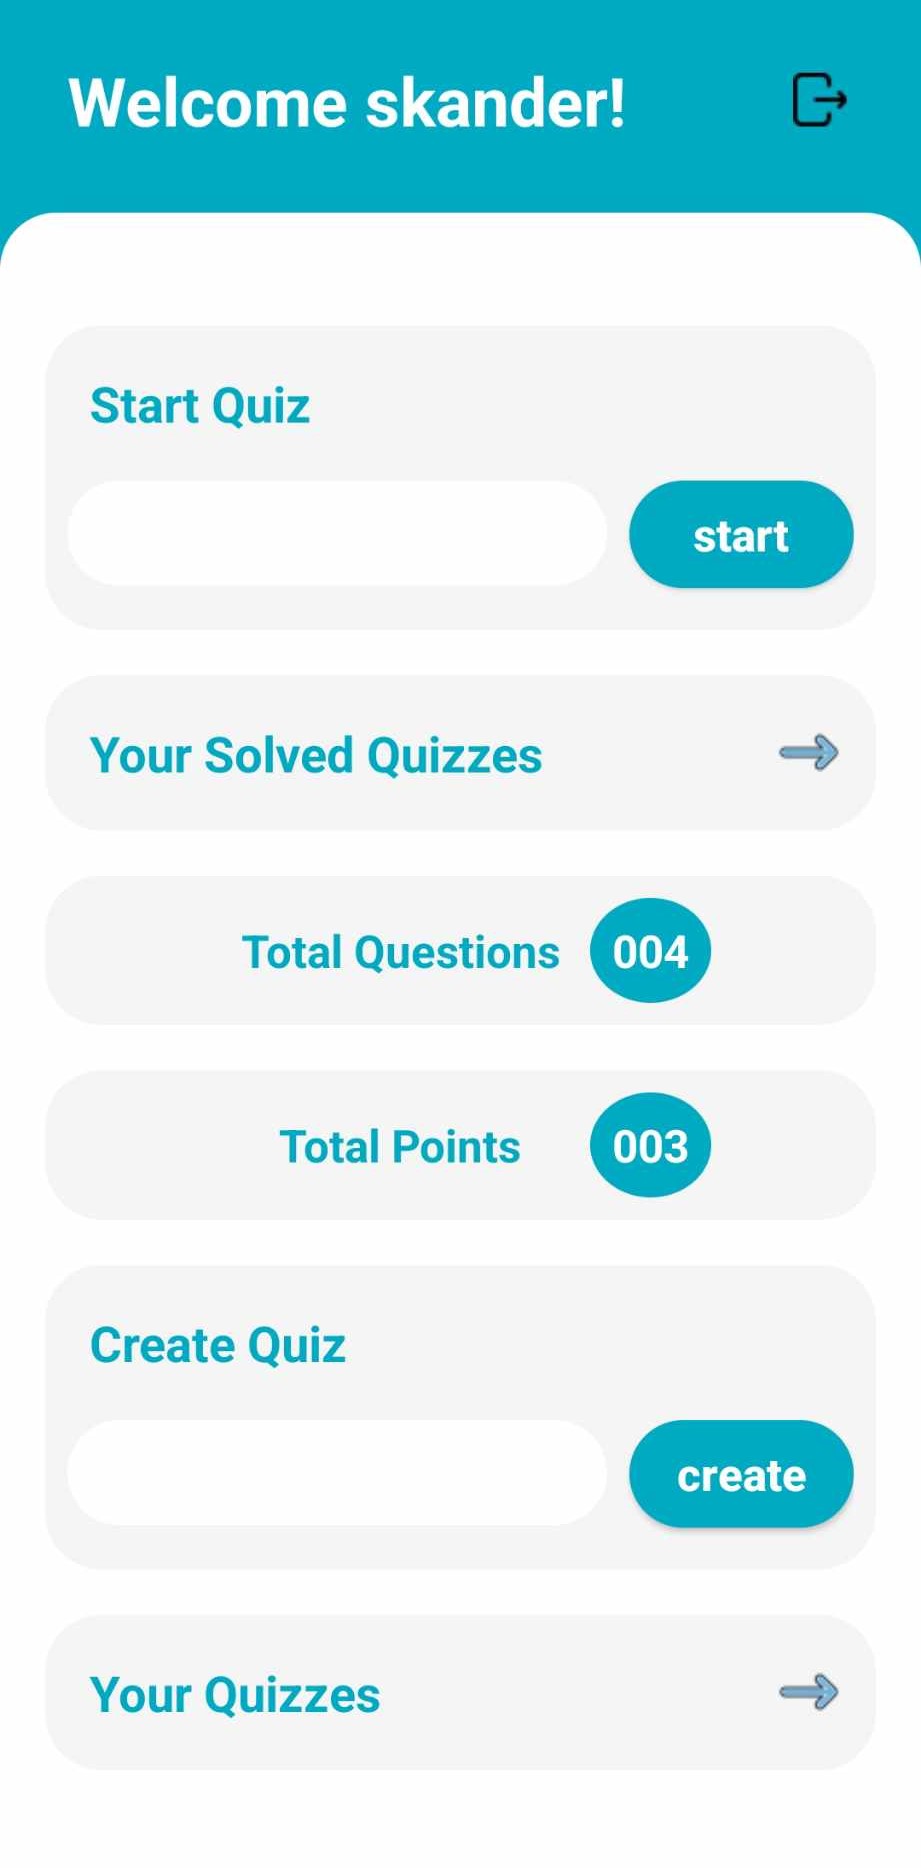 Welcome skander!
Start Quiz
start
Your Solved Quizzes
Total Questions 004
Total Points 003
Create Quiz
create
Your Quizzes